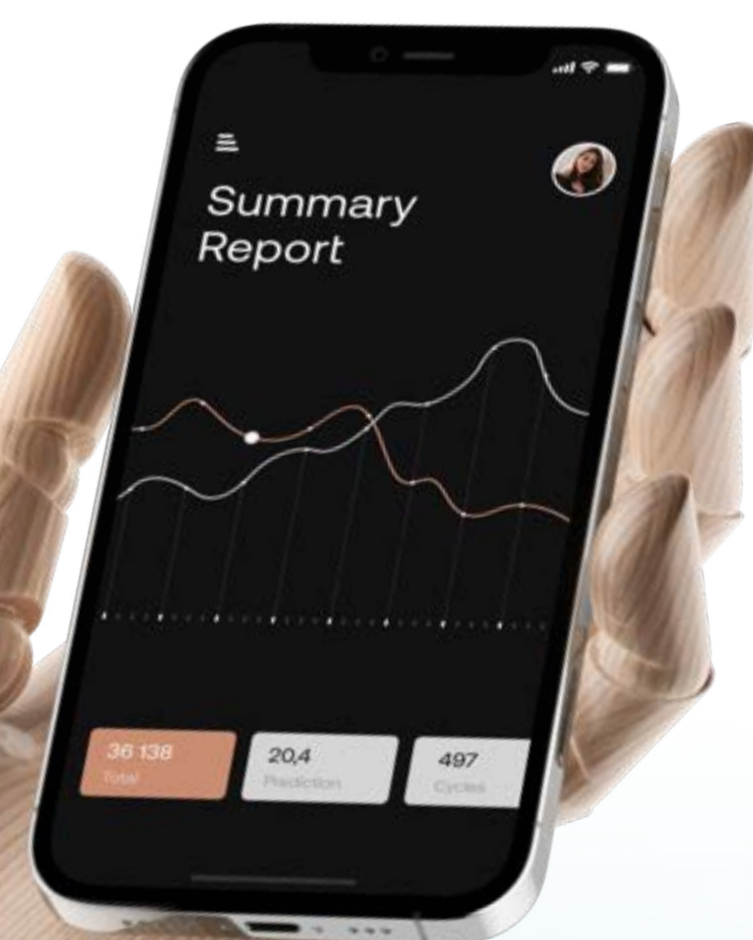 Summary
Report
36 138
Total
20,4
Prediction
497
Cycles